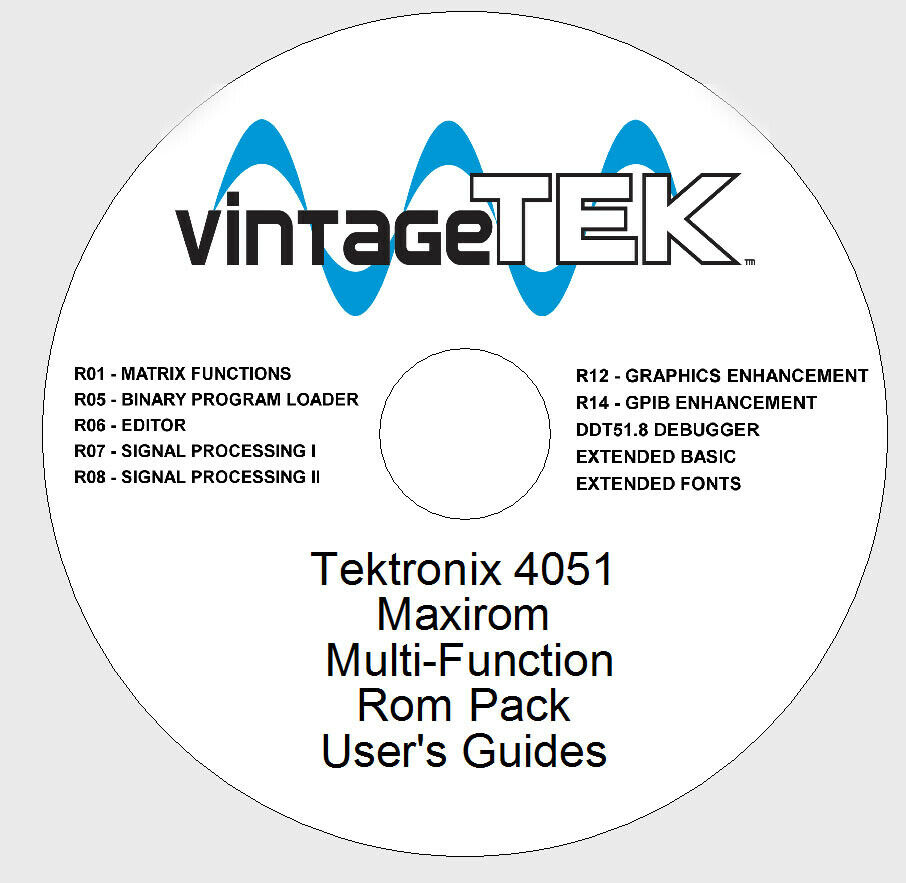 vinTAGeTEK™
R01 - MATRIX FUNCTIONS
R05 - BINARY PROGRAM LOADER
R06 - EDITOR
R07 - SIGNAL PROCESSING I
R08 - SIGNAL PROCESSING II
R12 - GRAPHICS ENHANCEMENT
R14 - GPIB ENHANCEMENT
DDT51.8 DEBUGGER
EXTENDED BASIC
EXTENDED FONTS
Tektronix 4051
Maxirom
Multi-Function
Rom Pack
User's Guides